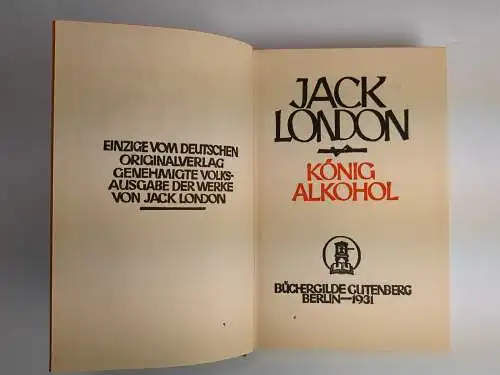 EINZIGE VOM DEUTSCHEN
ORIGINALVERLAG
GENEHMIGTE VOLKS-
AUSGABE DER WERKE
VON JACK LONDON
JACK
LONDON
KÖNIG
ALKOHOL
BÜCHERGILDE GUTENBERG
BERLIN—1931